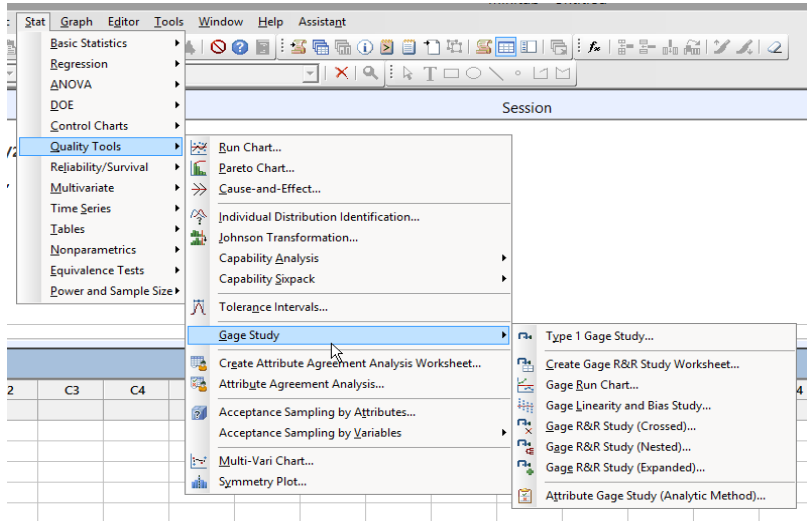 Stat Graph Editor Tools Window Help Assistant
Basic Statistics
Regression
ANOVA
DOE
Control Charts
Quality Tools
Reliability/Survival
Multivariate
Time Series
Tables
Nonparametrics
Equivalence Tests
Power and Sample Size
Session
Run Chart...
Pareto Chart...
Cause-and-Effect...
Individual Distribution Identification...
Johnson Transformation...
Capability Analysis
Capability Sixpack
Tolerance Intervals...
Gage Study
Create Attribute Agreement Analysis Worksheet...
Attribute Agreement Analysis...
Acceptance Sampling by Attributes...
Acceptance Sampling by Variables
Multi-Vari Chart...
Symmetry Plot...
Type 1 Gage Study...
Create Gage R&R Study Worksheet...
Gage Run Chart...
Gage Linearity and Bias Study...
Gage R&R Study (Crossed)...
Gage R&R Study (Nested)...
Gage R&R Study (Expanded)...
Attribute Gage Study (Analytic Method)...
C3 C4